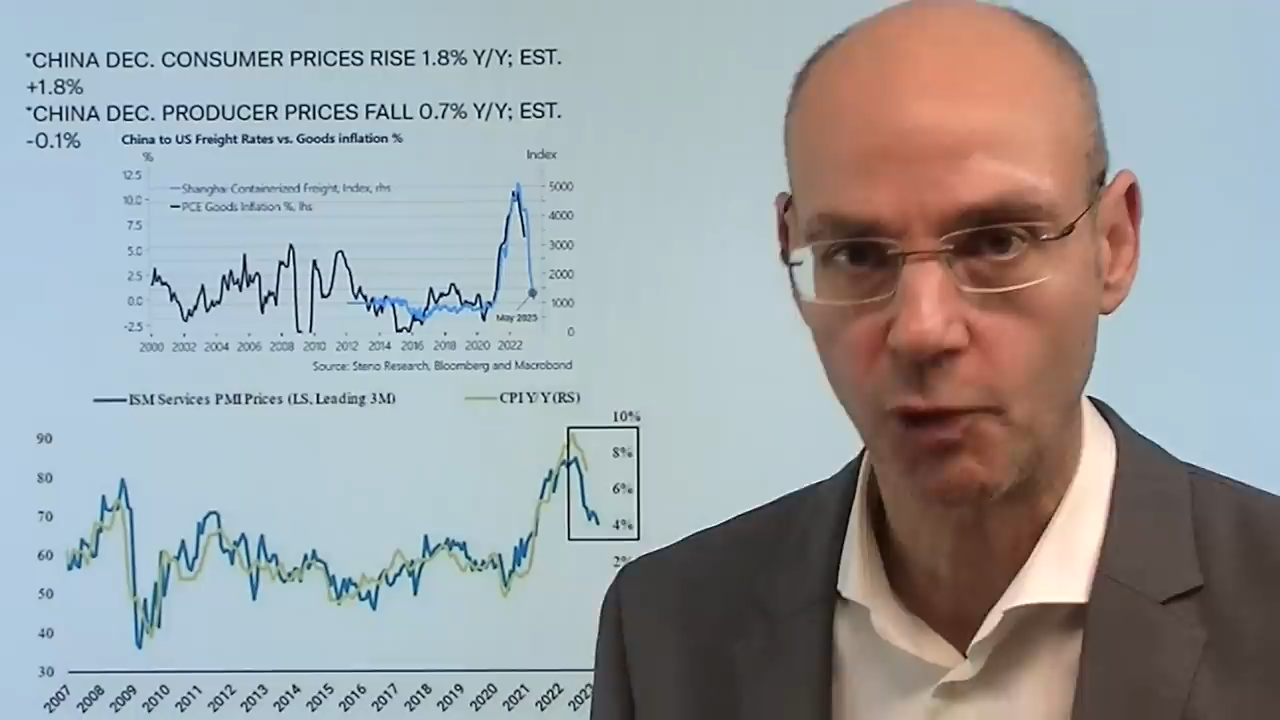 *CHINA DEC. CONSUMER PRICES RISE 1.8% Y/Y; EST.
+1.8%
*CHINA DEC. PRODUCER PRICES FALL 0.7% Y/Y; EST.
-0.1%
China to US Freight Rates vs. Goods inflation %
% Index
Shanghai Containerized Freight, Index, rhs
PCE Goods Inflation %, lhs
12.5
10.0
7.5
5.0
2.5
0.0
-2.5
5000
4000
3000
2000
1000
0
May 2023
2000 2002 2004 2006 2008 2010 2012 2014 2016 2018 2020 2022
Source: Steno Research, Bloomberg and Macrobond
ISM Services PMI Prices (LS, Leading 3M) CPI Y/Y (RS)
90
80
70
60
50
40
30
10%
8%
6%
4%
2%
2007 2008 2009 2010 2011 2012 2013 2014 2015 2016 2017 2018 2019 2020 2021 2022 2023